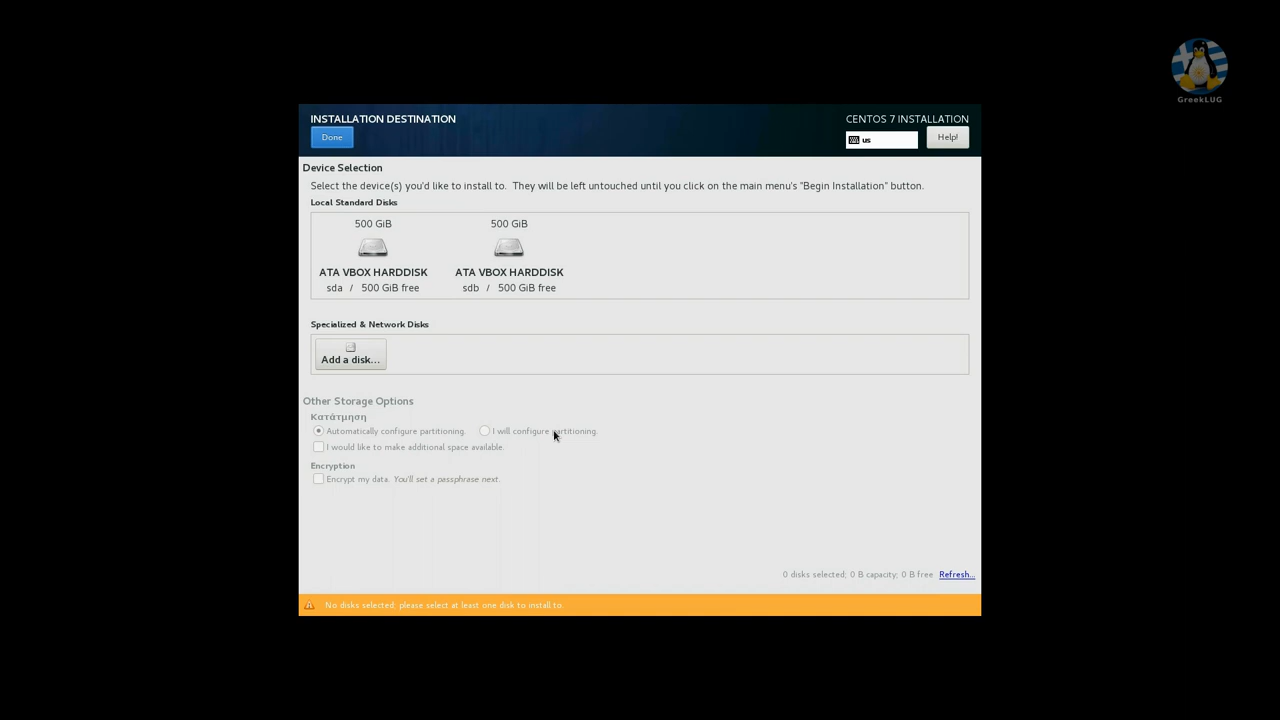 GreekLUG
INSTALLATION DESTINATION
CENTOS 7 INSTALLATION
Done
us
Help!
Device Selection
Select the device(s) you'd like to install to. They will be left untouched until you click on the main menu's "Begin Installation" button.
Local Standard Disks
500 GiB
500 GiB
ATA VBOX HARDDISK
ATA VBOX HARDDISK
sda / 500 GiB free
sdb / 500 GiB free
Specialized & Network Disks
Add a disk...
Other Storage Options
Κατάτμηση
Automatically configure partitioning.
I will configure partitioning.
I would like to make additional space available.
Encryption
Encrypt my data. You'll set a passphrase next.
0 disks selected; 0 B capacity; 0 B free Refresh...
No disks selected; please select at least one disk to install to.